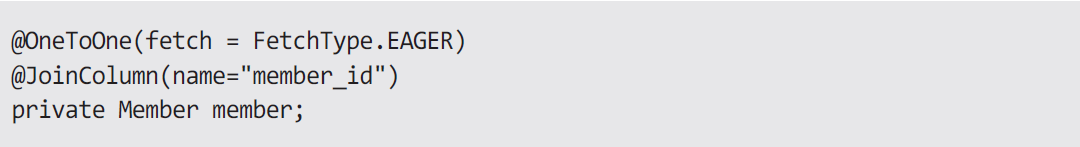 @OneToOne(fetch = FetchType.EAGER)
@JoinColumn(name="member_id")
private Member member;